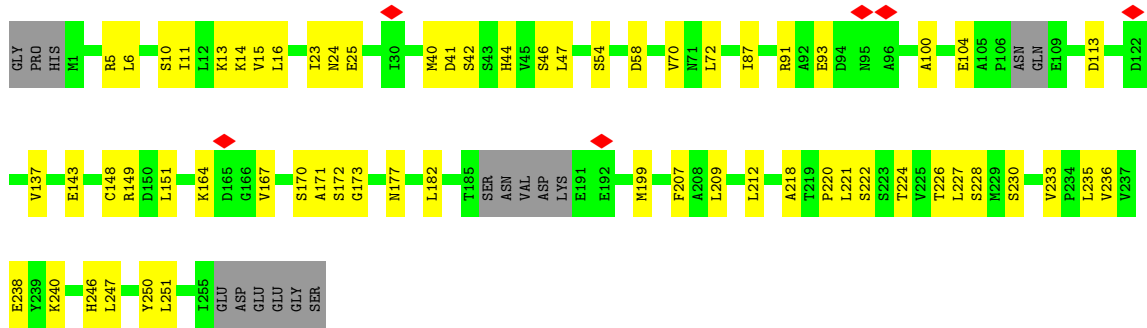 GLY PRO HIS M1 R5 L6 S10 I11 L12 K13 K14 V15 L16 I23 N24 E25 I30 M40 D41 S42 S43 H44 V45 S46 L47 S54 D58 V70 N71 L72 I87 R91 A92 E93 D94 N95 A96 A100 E104 A105 P106 ASN GLN E109 D113 D122
V137 E143 C148 R149 D150 L151 K164 D165 G166 V167 S170 A171 S172 G173 N177 L182 T185 SER ASN VAL ASP LYS E191 E192 M199 F207 A208 L209 L212 A218 T219 P220 L221 S222 S223 T224 V225 T226 L227 S228 M229 S230 V233 P234 L235 V236 V237
E238 Y239 K240 H246 L247 Y250 L251 I255 GLU ASP GLU GLU GLY SER